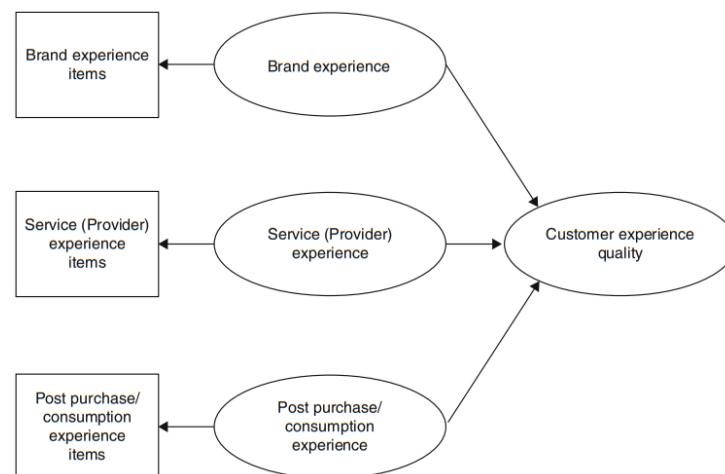 Brand experience
items
Brand experience
Service (Provider)
experience
items
Service (Provider)
experience
Customer experience
quality
Post purchase/
consumption
experience
items
Post purchase/
consumption
experience